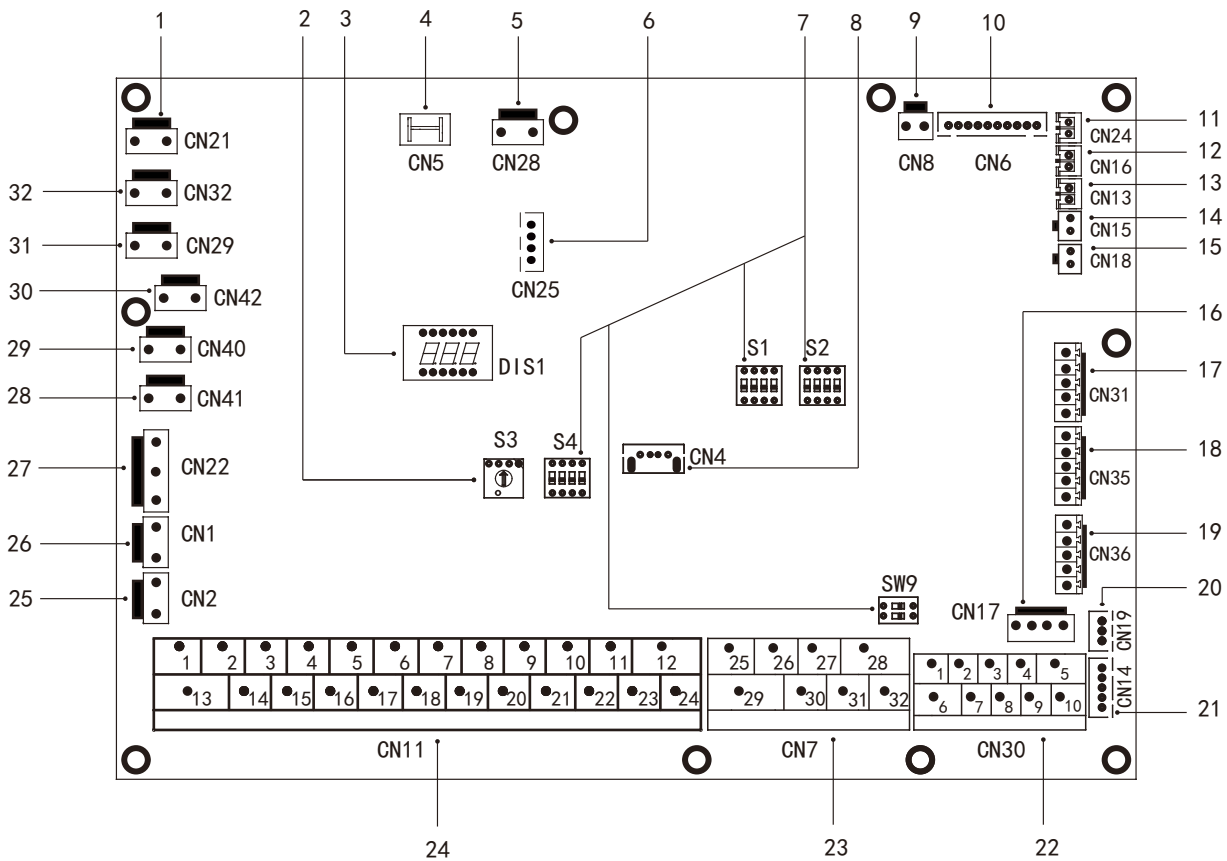 1 2 3 4 5 6 7 8 9 10
11
CN21 CN5 CN28 CN8 CN6 CN24
12
CN16
13
32 CN32 CN13
14
CN15
31 CN29 15
CN18
CN25
30 CN42
16
29 CN40 DIS1 S1 S2
17
CN31
28 CN41
S3 S4 CN4
18
27 CN22 CN35
19
26 CN1 CN36
SW9 20
25 CN2 CN17 CN19
1 2 3 4 5 6 7 8 9 10 11 12 25 26 27 28 1 2 3 4 5
13 14 15 16 17 18 19 20 21 22 23 24 29 30 31 32 6 7 8 9 10 CN14
21
CN11 CN7 CN30
24 23 22